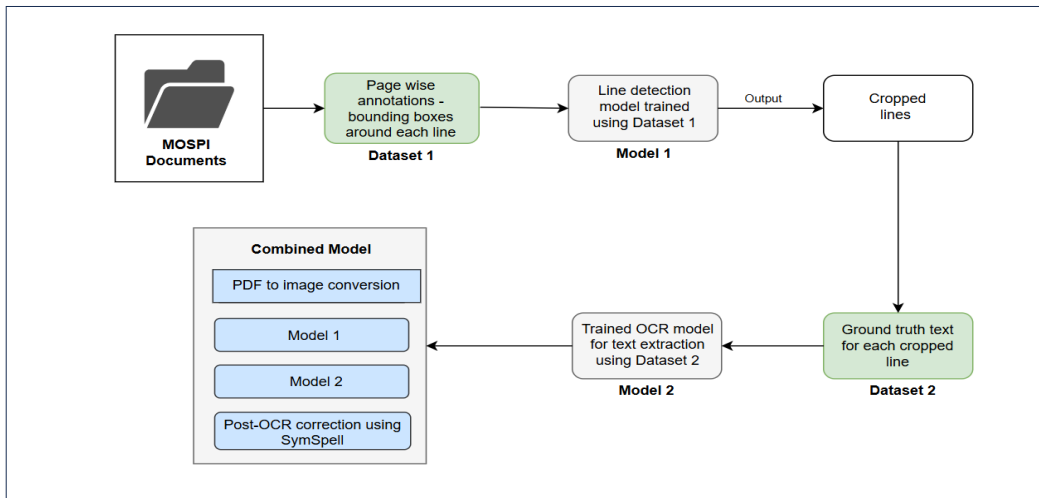 MOSPI
Documents
Page wise
annotations -
bounding boxes
around each line
Dataset 1
Line detection
model trained
using Dataset 1
Model 1
Output
Cropped
lines
Ground truth text
for each cropped
line
Dataset 2
Trained OCR model
for text extraction
using Dataset 2
Model 2
Combined Model
PDF to image conversion
Model 1
Model 2
Post-OCR correction using
SymSpell